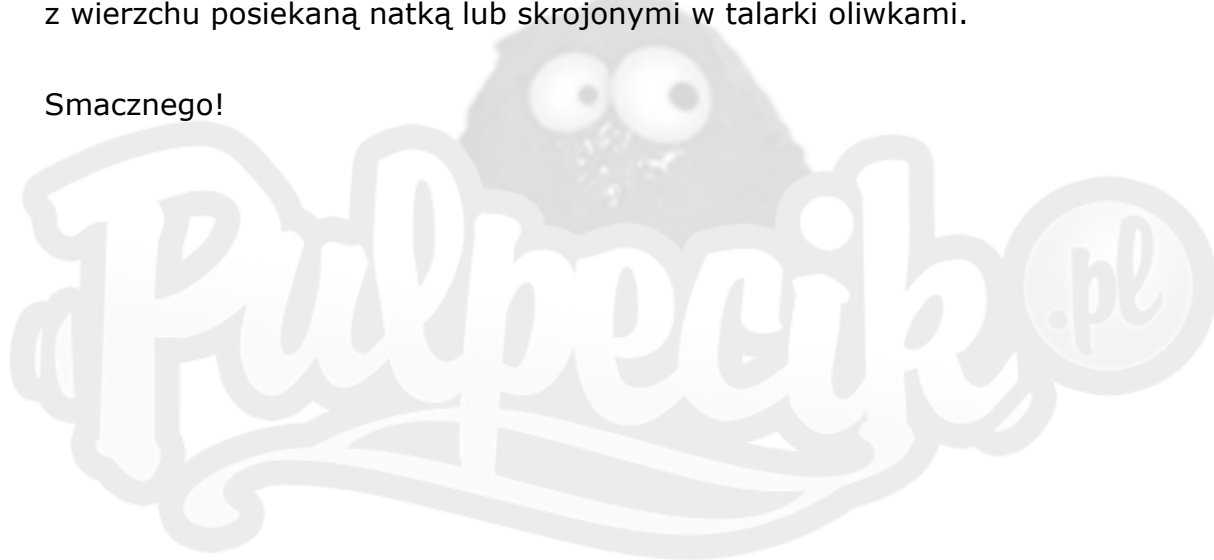 z wierzchu posiekaną natką lub skrojonymi w talarki oliwkami.
Smacznego!
Pulpecik.pl